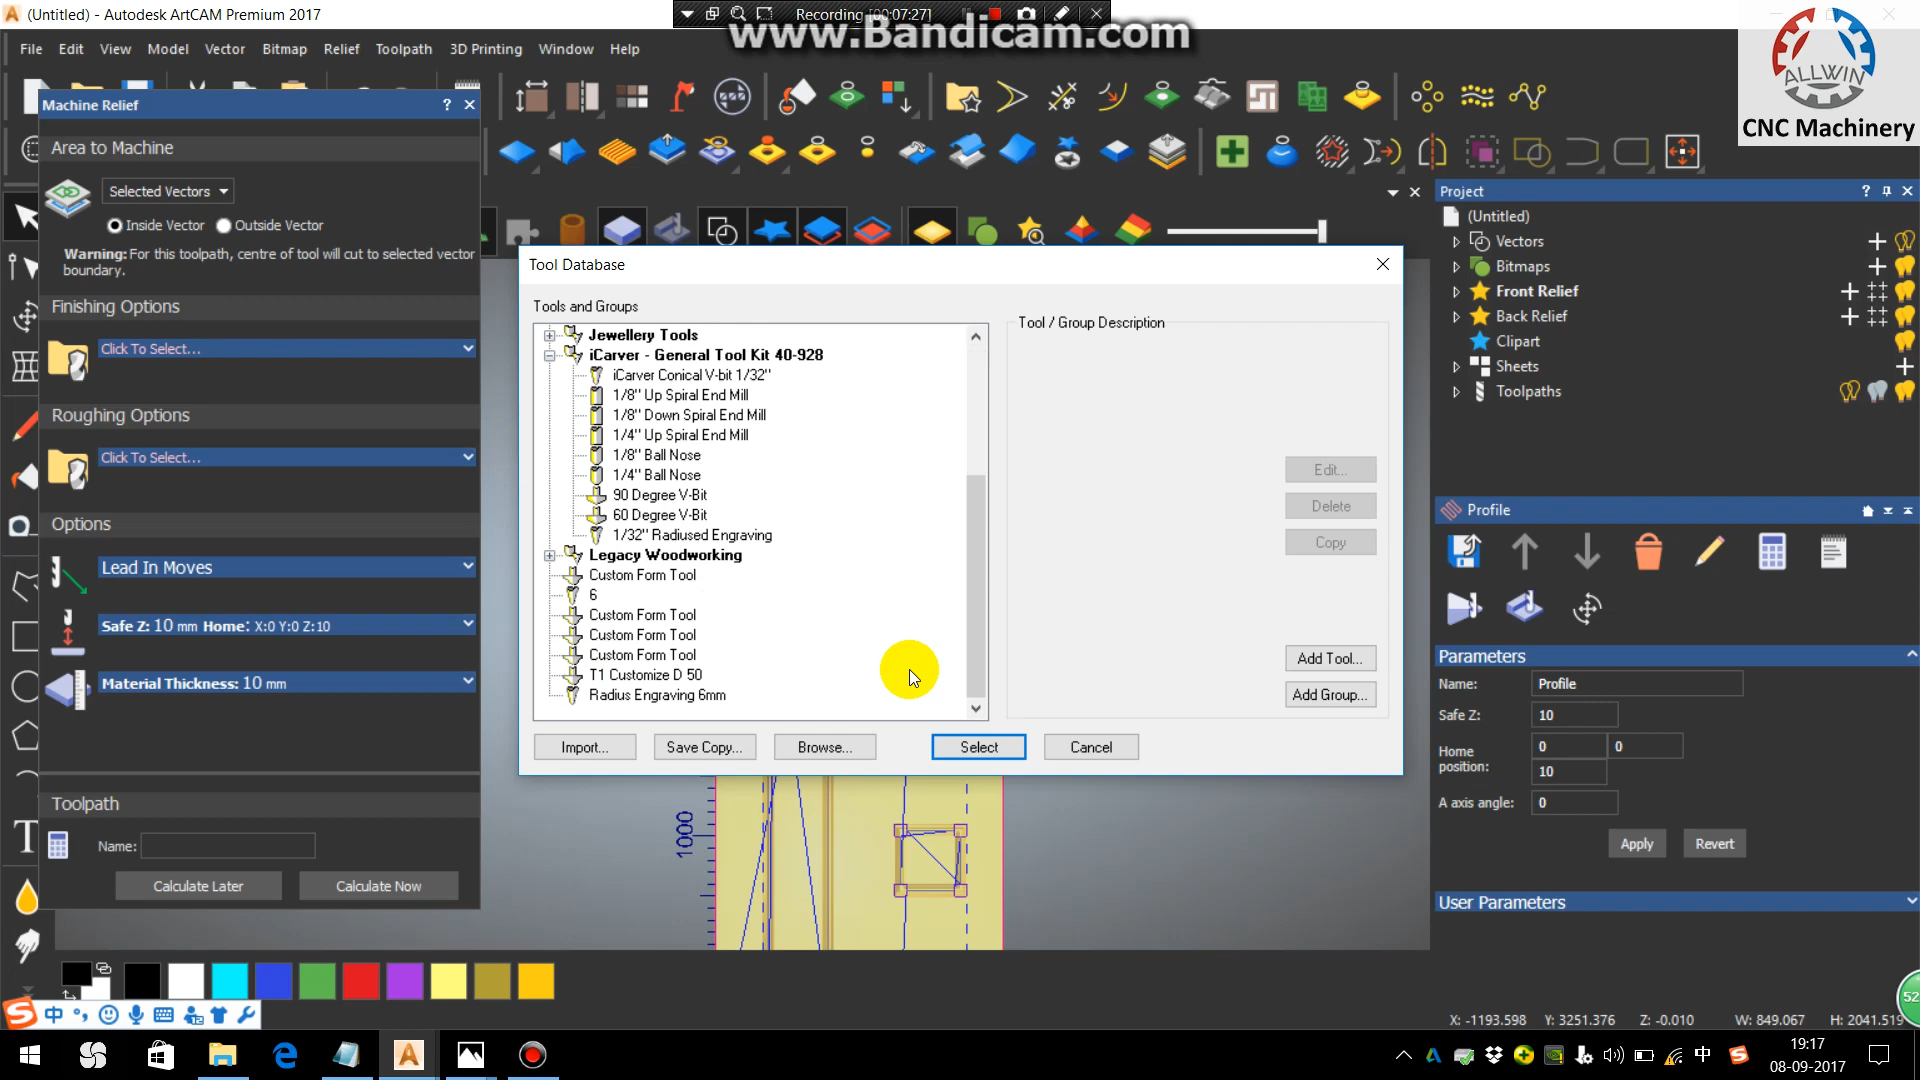 (Untitled) - Autodesk ArtCAM Premium 2017
Recording [00:07:27]
www.Bandicam.com
File Edit View Model Vector Bitmap Relief Toolpath 3D Printing Window Help
ALLWIN
CNC Machinery
Machine Relief
?
Area to Machine
Selected Vectors
Inside Vector Outside Vector
Warning: For this toolpath, centre of tool will cut to selected vector
boundary.
Finishing Options
Click To Select...
Roughing Options
Click To Select...
Options
Lead In Moves
Safe Z: 10 mm Home: X:0 Y:0 Z:10
Material Thickness: 10 mm
Toolpath
Name:
Calculate Later Calculate Now
Tool Database
Tools and Groups
Jewellery Tools
iCarver - General Tool Kit 40-928
iCarver Conical V-bit 1/32"
1/8" Up Spiral End Mill
1/8" Down Spiral End Mill
1/4" Up Spiral End Mill
1/8" Ball Nose
1/4" Ball Nose
90 Degree V-Bit
60 Degree V-Bit
1/32" Radiused Engraving
Legacy Woodworking
Custom Form Tool
6
Custom Form Tool
Custom Form Tool
Custom Form Tool
T1 Customize D 50
Radius Engraving 6mm
Tool / Group Description
Edit...
Delete
Copy
Add Tool...
Add Group...
Import... Save Copy... Browse... Select Cancel
1000
Project
?
(Untitled)
Vectors
Bitmaps
Front Relief
Back Relief
Clipart
Sheets
Toolpaths
Profile
Parameters
Name: Profile
Safe Z: 10
Home
position:
0 0
10
A axis angle: 0
Apply Revert
User Parameters
52
X: -1193.598 Y: 3251.376 Z: -0.010 W: 849.067 H: 2041.519
中
中
19:17
08-09-2017